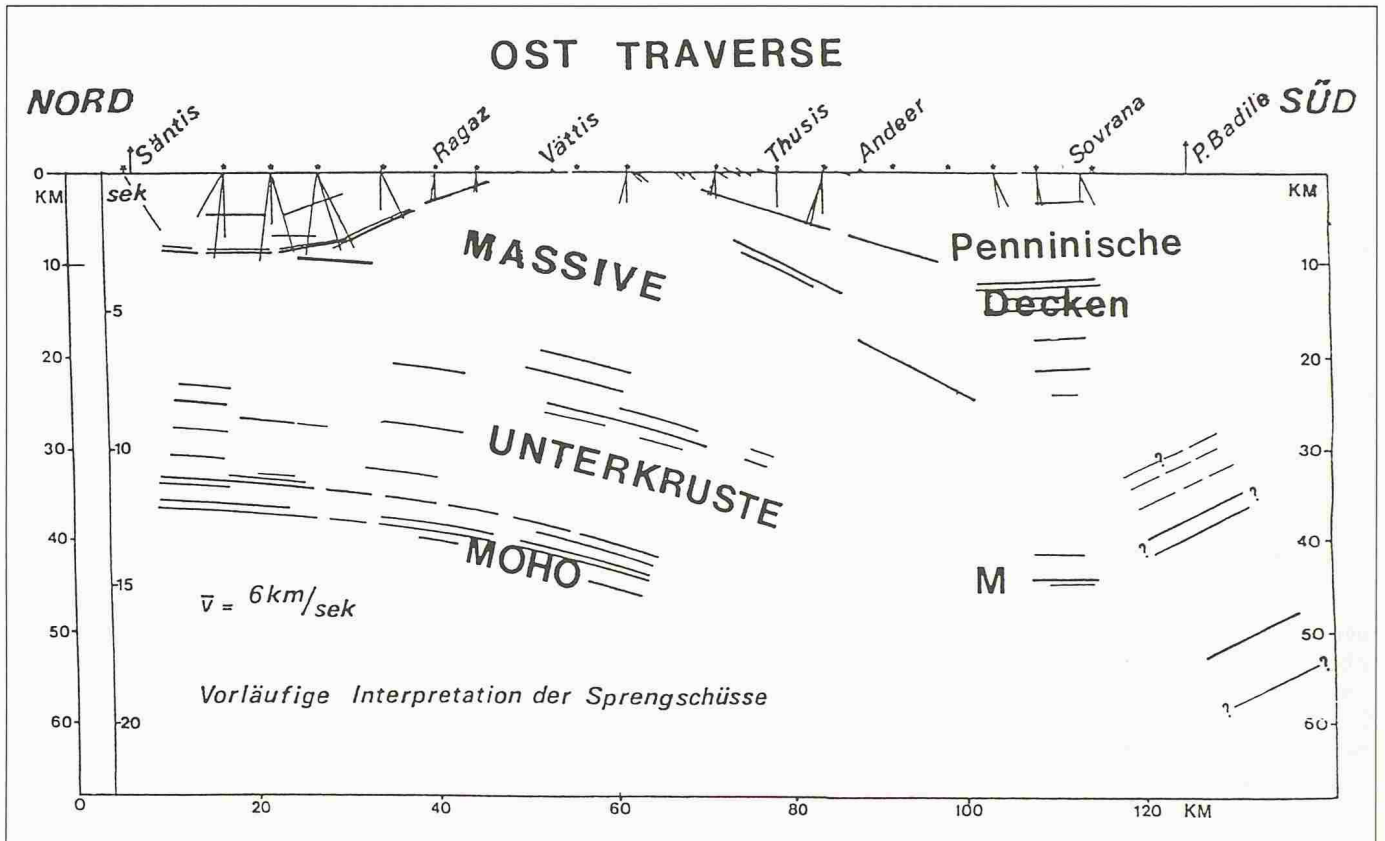 OST TRAVERSE
NORD
SÜD
Säntis
Ragaz
Vättis
Thusis
Andeer
Sovrana
P. Badile
0
KM
sek
KM
10
5
20
30
10
40
15
50
60
20
10
20
30
40
50
60
MASSIVE
Penninische
Decken
UNTERKRUSTE
MOHO
M
? ? ? ? ?
v̄ = 6 km/sek
Vorläufige Interpretation der Sprengschüsse
0 20 40 60 80 100 120 KM